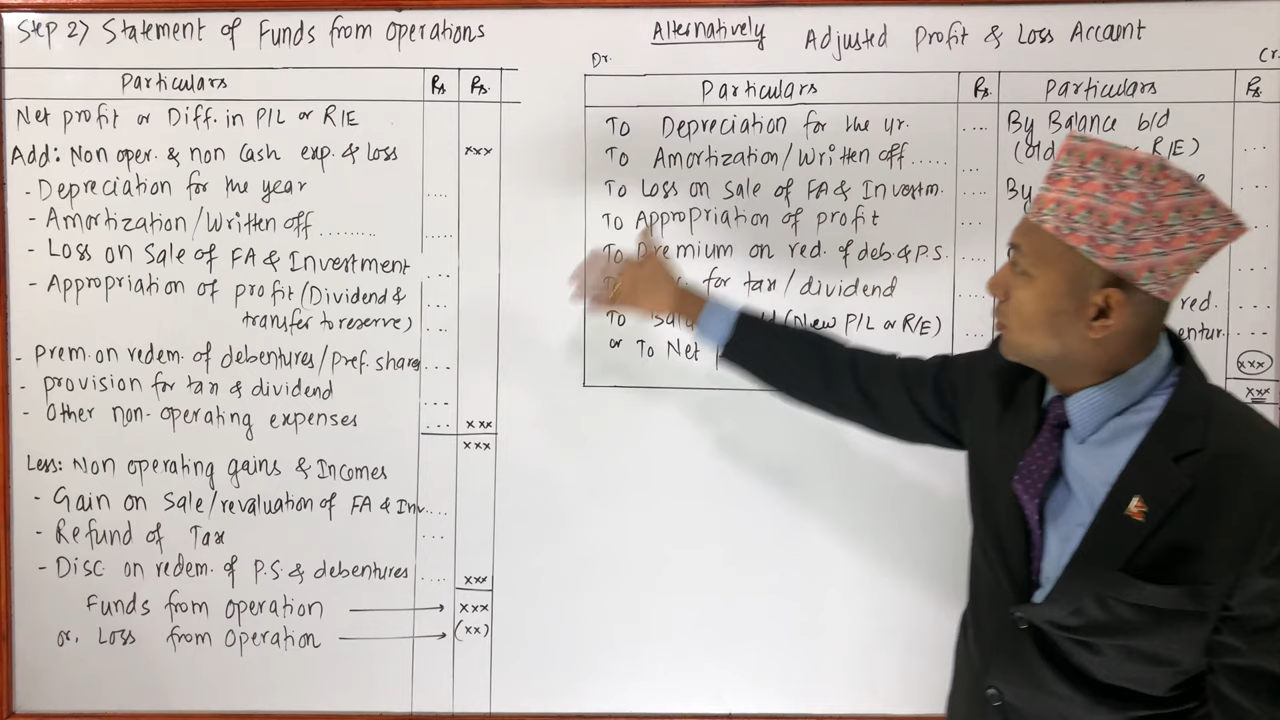 Step 2) Statement of Funds from Operations
Particulars Rs Rs.
Net profit or Diff. in P/L or R/E
Add: Non oper. & non cash exp. & Loss xxx
- Depreciation for the year ....
- Amortization/Written off ........ ....
- Loss on Sale of FA & Investment ...
- Appropriation of profit (Dividend & ...
transfer to reserve) ...
- Prem. on redem. of debentures/Pref. share ...
- provision for tax & dividend ...
- Other non-operating expenses ... xxx
xxx
Less: Non operating gains & Incomes
- Gain on Sale/revaluation of FA & Inv. ...
- Refund of Tax ...
- Disc. on redem. of P.S. & debentures .... xxx
Funds from operation → xxx
or, Loss from operation → (xx)
Alternatively Adjusted Profit & Loss Account
Dr. Cr.
Particulars Rs. Particulars Rs.
To Depreciation for the yr. .... By Balance b/d
To Amortization/Written off ...... ... (old R/E) ...
To Loss on Sale of FA & Investm. ... By ...
To Appropriation of profit ...
To Premium on red. of deb. & P.S. .... ...
for tax/dividend .... red. ...
To (New P/L or R/E) ... ...
or To Net xxx
xxx